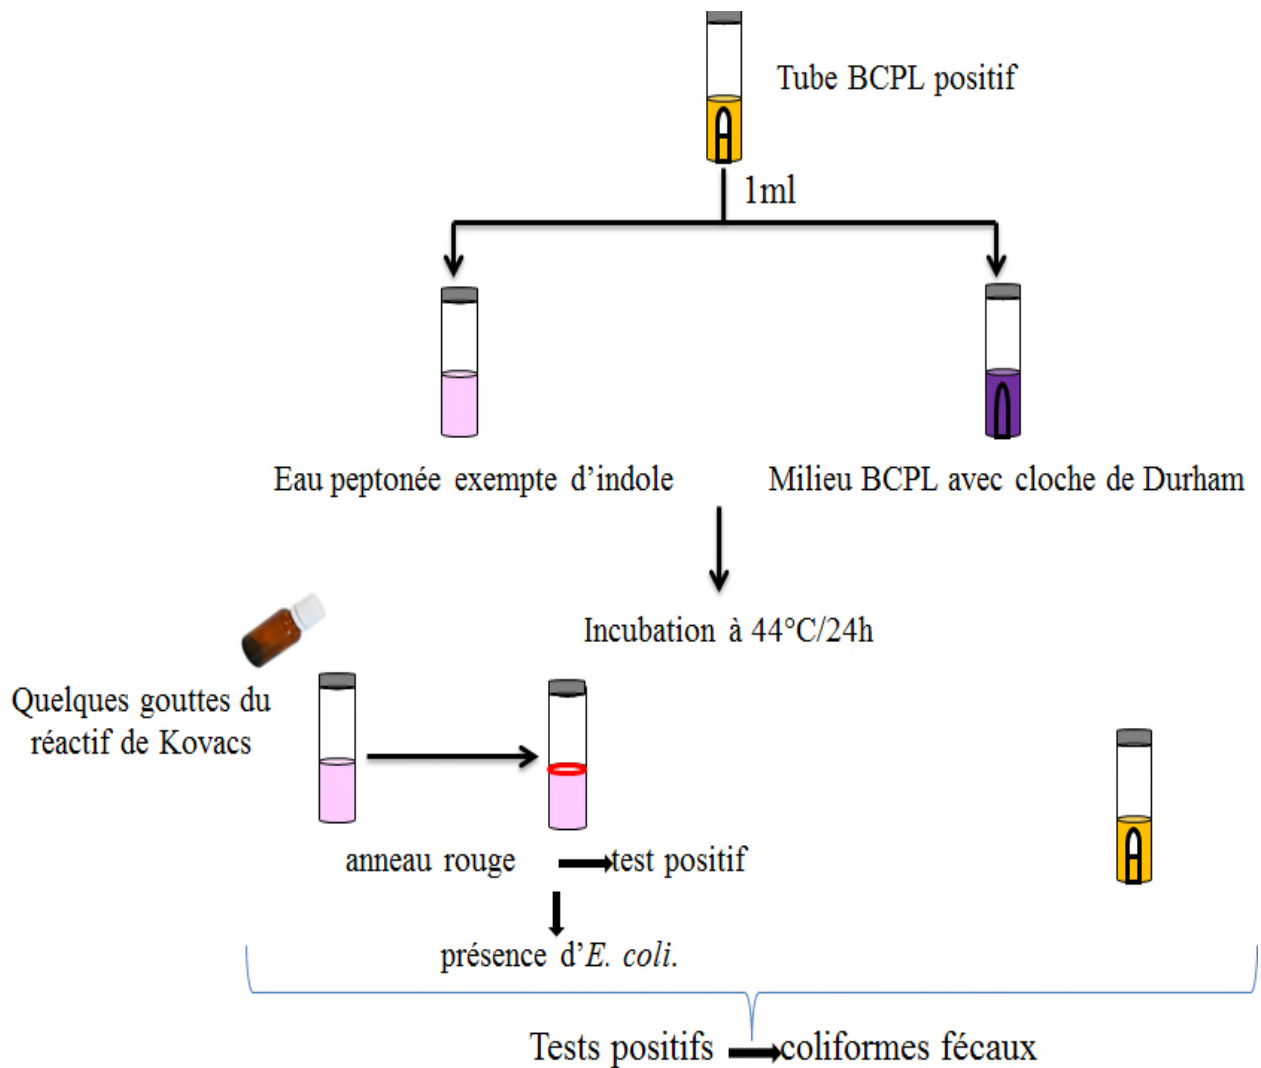 Tube BCPL positif
1ml
Eau peptonée exempte d’indole
Milieu BCPL avec cloche de Durham
Incubation à 44°C/24h
Quelques gouttes du
réactif de Kovacs
anneau rouge
test positif
présence d’E. coli.
Tests positifs
coliformes fécaux